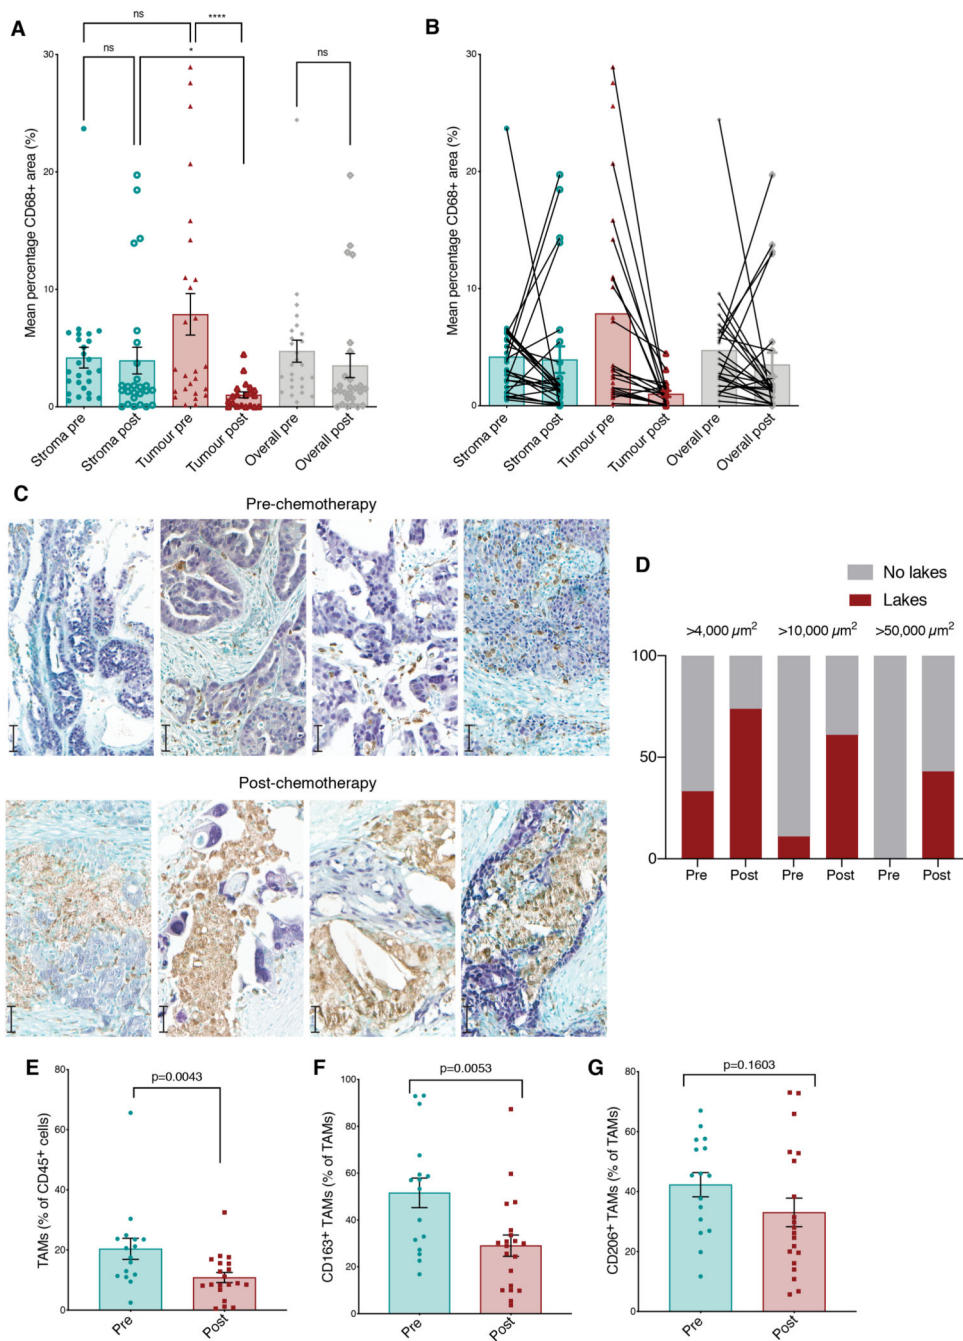 A
ns
****
ns
*
ns
Mean percentage CD68+ area (%)
30
20
10
0
Stroma pre
Stroma post
Tumour pre
Tumour post
Overall pre
Overall post
B
Mean percentage CD68+ area (%)
30
20
10
0
Stroma pre
Stroma post
Tumour pre
Tumour post
Overall pre
Overall post
C
Pre-chemotherapy
Post-chemotherapy
D
No lakes
Lakes
>4,000 µm² >10,000 µm² >50,000 µm²
100
50
0
Pre Post Pre Post Pre Post
E
p=0.0043
TAMs (% of CD45⁺ cells)
80
60
40
20
0
Pre
Post
F
p=0.0053
CD163⁺ TAMs (% of TAMs)
100
80
60
40
20
0
Pre
Post
G
p=0.1603
CD206⁺ TAMs (% of TAMs)
80
60
40
20
0
Pre
Post